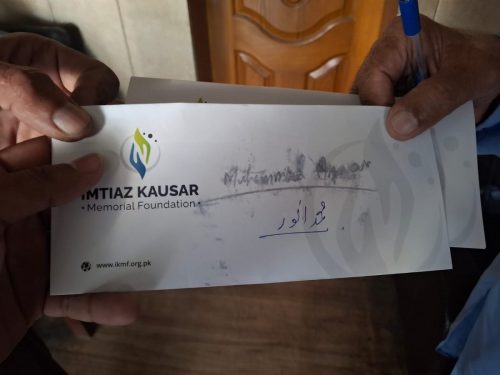 IMTIAZ KAUSAR
• Memorial Foundation •
Muhammad Anwar
محمد انور
www.ikmf.org.pk